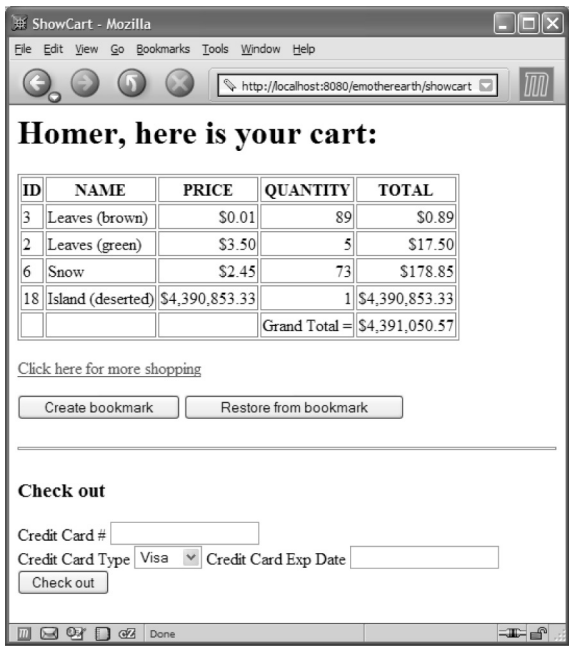 ShowCart - Mozilla
File Edit View Go Bookmarks Tools Window Help
http://localhost:8080/emotherearth/showcart
Homer, here is your cart:
ID NAME PRICE QUANTITY TOTAL
3 Leaves (brown) $0.01 89 $0.89
2 Leaves (green) $3.50 5 $17.50
6 Snow $2.45 73 $178.85
18 Island (deserted) $4,390,853.33 1 $4,390,853.33
Grand Total = $4,391,050.57
Click here for more shopping
Create bookmark Restore from bookmark
Check out
Credit Card #
Credit Card Type Visa Credit Card Exp Date
Check out
Done